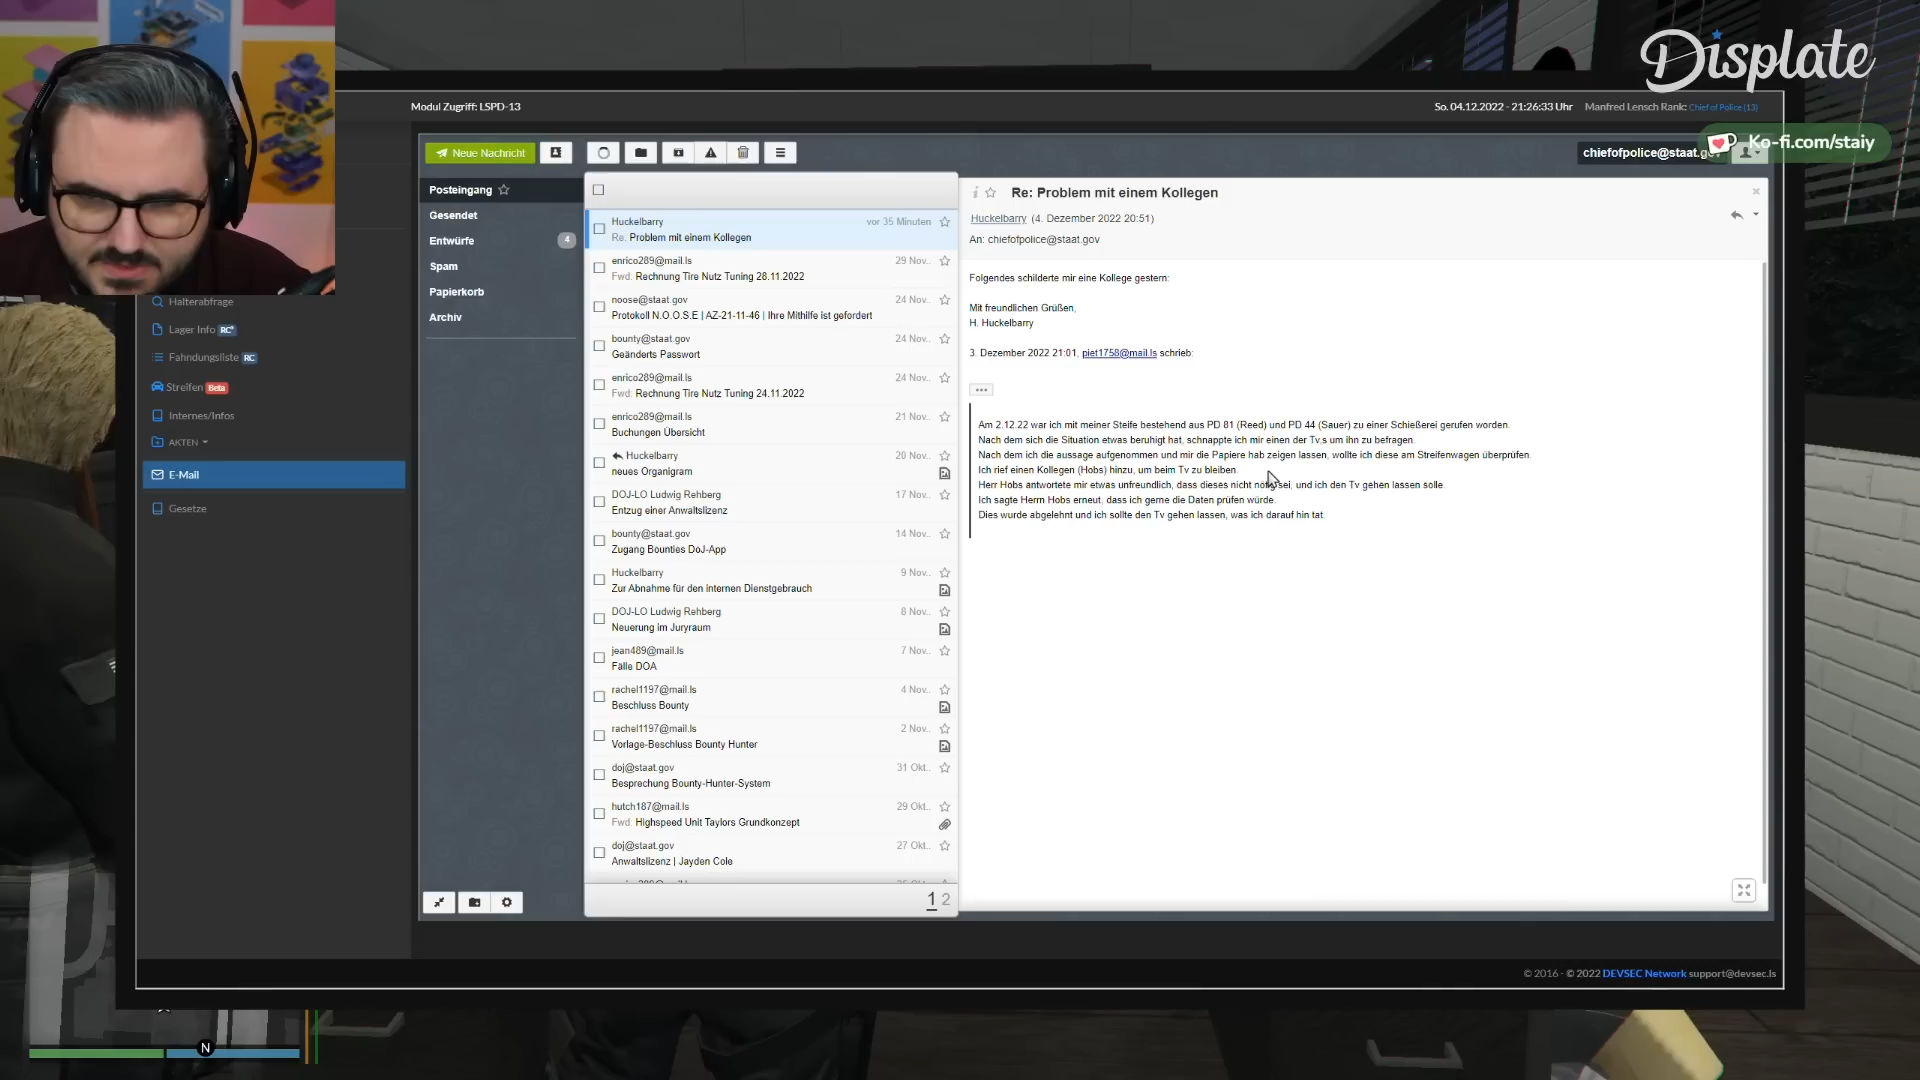 Displate
Ko-fi.com/staiy
Modul Zugriff: LSPD-13
So. 04.12.2022 - 21:26:33 Uhr
Manfred Lensch Rank: Chief of Police (13)
Neue Nachricht
chiefofpolice@staat.g
Halterabfrage
Lager Info RC*
Fahndungsliste RC
Streifen Beta
Internes/Infos
AKTEN
E-Mail
Gesetze
Posteingang
Gesendet
Entwürfe 4
Spam
Papierkorb
Archiv
Huckelbarry vor 35 Minuten
Re: Problem mit einem Kollegen
enrico289@mail.ls 29 Nov..
Fwd: Rechnung Tire Nutz Tuning 28.11.2022
noose@staat.gov 24 Nov..
Protokoll N.O.O.S.E | AZ-21-11-46 | Ihre Mithilfe ist gefordert
bounty@staat.gov 24 Nov..
Geänderts Passwort
enrico289@mail.ls 24 Nov..
Fwd: Rechnung Tire Nutz Tuning 24.11.2022
enrico289@mail.ls 21 Nov..
Buchungen Übersicht
Huckelbarry 20 Nov..
neues Organigram
DOJ-LO Ludwig Rehberg 17 Nov..
Entzug einer Anwaltslizenz
bounty@staat.gov 14 Nov..
Zugang Bounties DoJ-App
Huckelbarry 9 Nov..
Zur Abnahme für den internen Dienstgebrauch
DOJ-LO Ludwig Rehberg 8 Nov..
Neuerung im Juryraum
jean489@mail.ls 7 Nov..
Fälle DOA
rachel1197@mail.ls 4 Nov..
Beschluss Bounty
rachel1197@mail.ls 2 Nov..
Vorlage-Beschluss Bounty Hunter
doj@staat.gov 31 Okt..
Besprechung Bounty-Hunter-System
hutch187@mail.ls 29 Okt..
Fwd: Highspeed Unit Taylors Grundkonzept
doj@staat.gov 27 Okt..
Anwaltslizenz | Jayden Cole
1 2
Re: Problem mit einem Kollegen
Huckelbarry (4. Dezember 2022 20:51)
An: chiefofpolice@staat.gov
Folgendes schilderte mir eine Kollege gestern:
Mit freundlichen Grüßen,
H. Huckelbarry
3. Dezember 2022 21:01, piet1758@mail.ls schrieb:
Am 2.12.22 war ich mit meiner Steife bestehend aus PD 81 (Reed) und PD 44 (Sauer) zu einer Schießerei gerufen worden.
Nach dem sich die Situation etwas beruhigt hat, schnappte ich mir einen der Tv.s um ihn zu befragen.
Nach dem ich die aussage aufgenommen und mir die Papiere hab zeigen lassen, wollte ich diese am Streifenwagen überprüfen.
Ich rief einen Kollegen (Hobs) hinzu, um beim Tv zu bleiben.
Herr Hobs antwortete mir etwas unfreundlich, dass dieses nicht nötig sei, und ich den Tv gehen lassen solle.
Ich sagte Herrn Hobs erneut, dass ich gerne die Daten prüfen würde.
Dies wurde abgelehnt und ich sollte den Tv gehen lassen, was ich darauf hin tat.
© 2016 - © 2022 DEVSEC Network support@devsec.ls
N